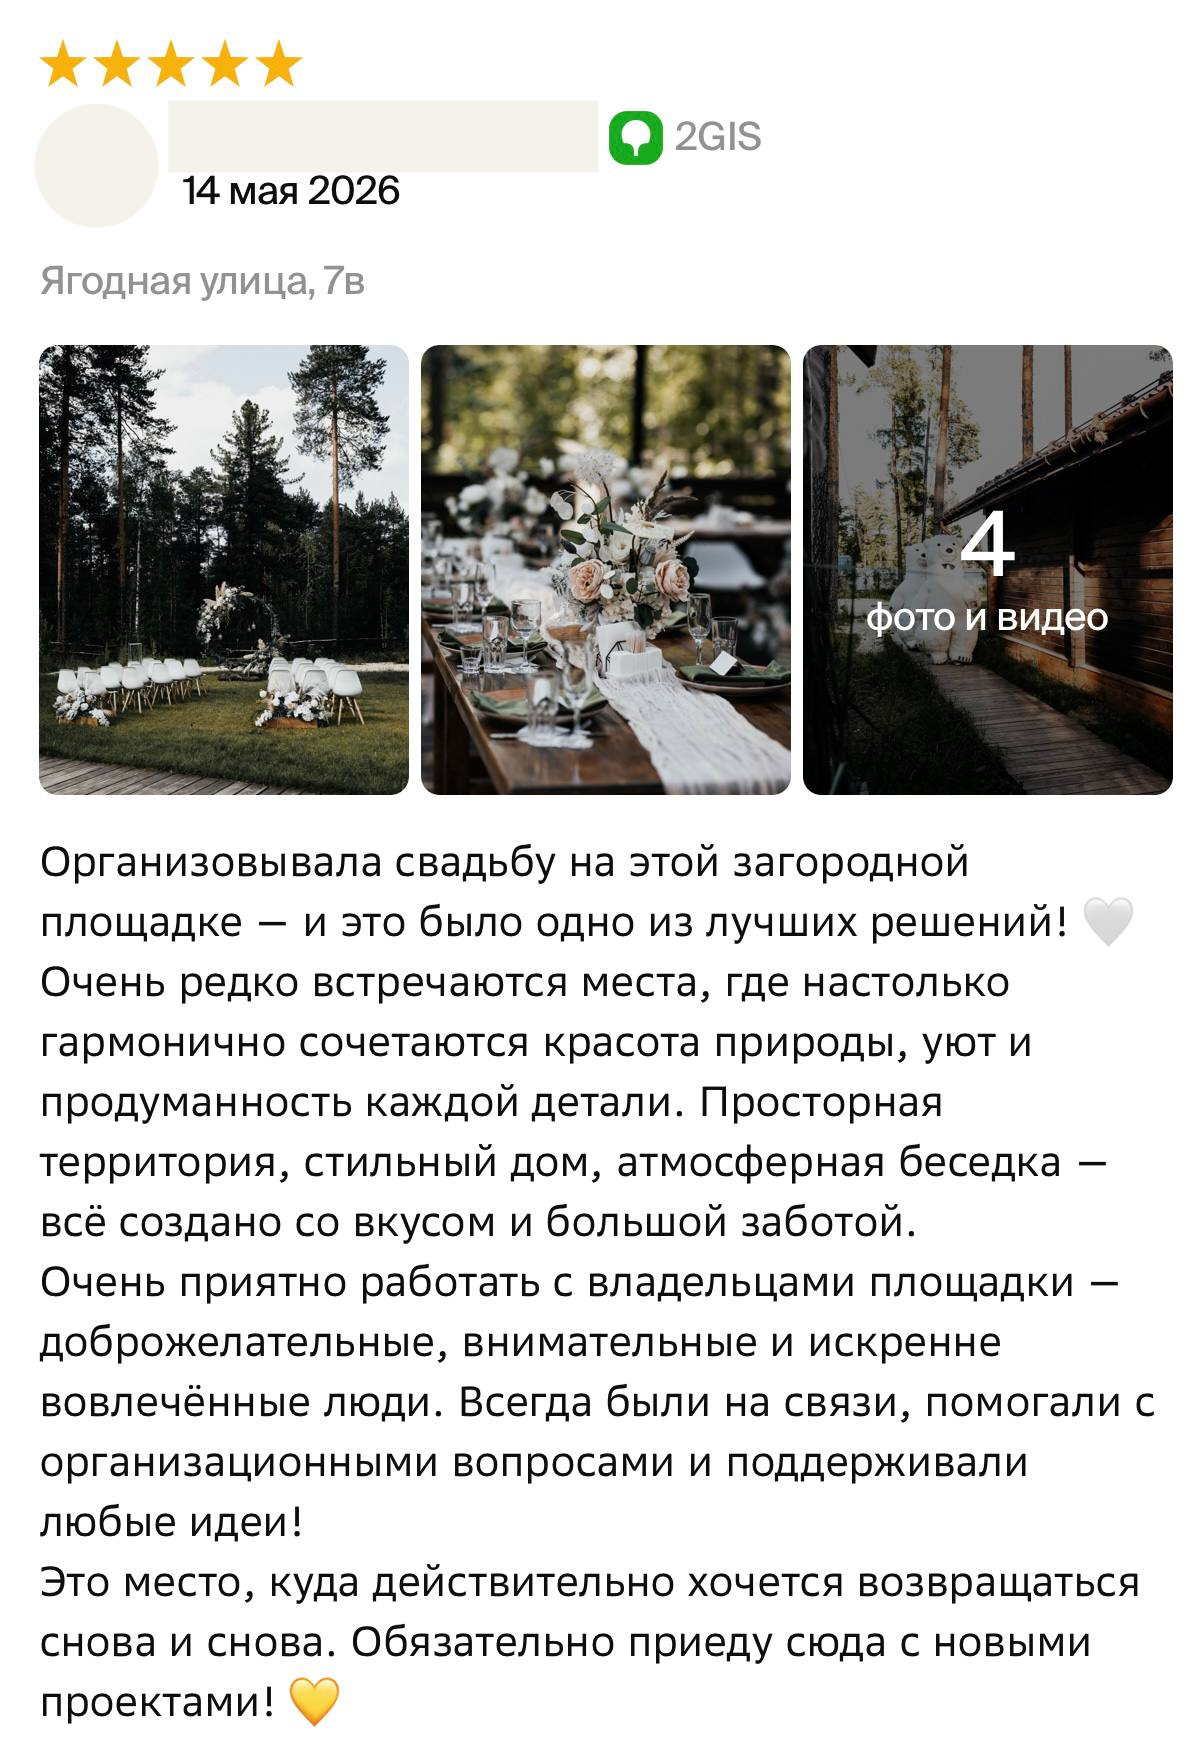 2GIS
14 мая 2026
Ягодная улица, 7в
4
фото и видео
Организовывала свадьбу на этой загородной
площадке — и это было одно из лучших решений! 🤍
Очень редко встречаются места, где настолько
гармонично сочетаются красота природы, уют и
продуманность каждой детали. Просторная
территория, стильный дом, атмосферная беседка —
всё создано со вкусом и большой заботой.
Очень приятно работать с владельцами площадки —
доброжелательные, внимательные и искренне
вовлечённые люди. Всегда были на связи, помогали с
организационными вопросами и поддерживали
любые идеи!
Это место, куда действительно хочется возвращаться
снова и снова. Обязательно приеду сюда с новыми
проектами! 💛